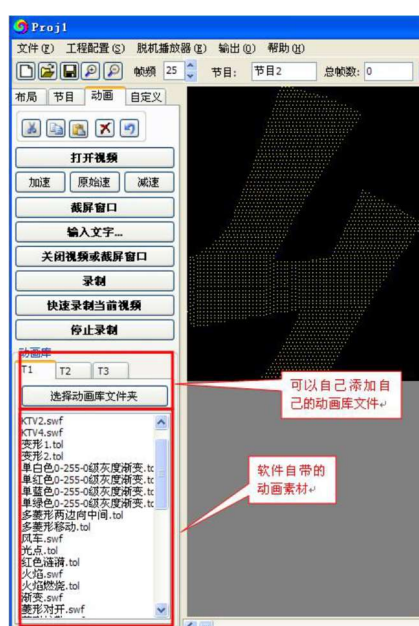 Proj1
文件(F) 工程配置(S) 脱机播放器(E) 输出(O) 帮助(H)
帧频 25 节目: 节目2 总帧数: 0
布局 节目 动画 自定义
打开视频
加速 原始速 减速
截屏窗口
输入文字...
关闭视频或截屏窗口
录制
快速录制当前视频
停止录制
动画库
T1 T2 T3
选择动画库文件夹
可以自己添加自
己的动画库文件
KTV2.swf
KTV4.swf
变形1.tol
变形2.tol
单白色0-255-0级灰度渐变.tc
单红色0-255-0级灰度渐变.tc
单蓝色0-255-0级灰度渐变.tc
单绿色0-255-0级灰度渐变.tc
多菱形两边向中间.tol
多菱形移动.tol
风车.swf
光点.tol
红色涟漪.tol
火焰.swf
火焰燃烧.tol
渐变.swf
菱形对开.swf
软件自带的
动画素材